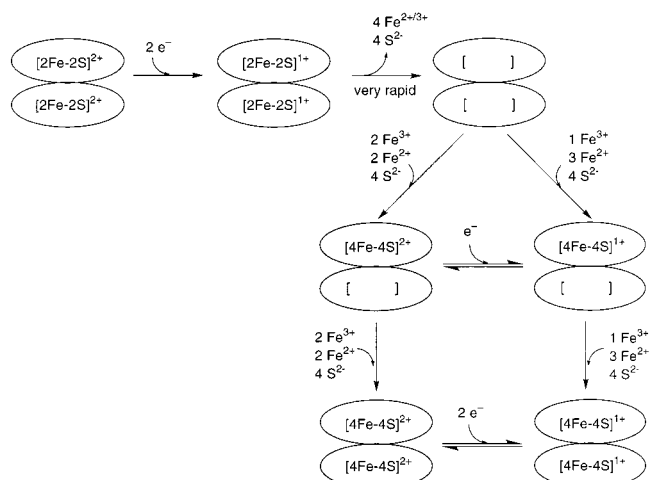 4 Fe2+/3+
4 S2-
[2Fe-2S]2+
2 e-
[2Fe-2S]1+
[ ]
[2Fe-2S]2+
[2Fe-2S]1+
very rapid
[ ]
2 Fe3+
2 Fe2+
4 S2-
1 Fe3+
3 Fe2+
4 S2-
[4Fe-4S]2+
e-
[4Fe-4S]1+
[ ]
[ ]
2 Fe3+
2 Fe2+
4 S2-
1 Fe3+
3 Fe2+
4 S2-
[4Fe-4S]2+
2 e-
[4Fe-4S]1+
[4Fe-4S]2+
[4Fe-4S]1+